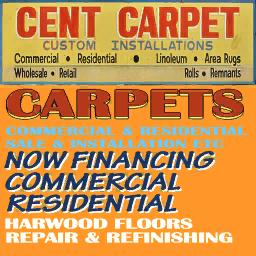 CENT CARPET
CUSTOM INSTALLATIONS
Commercial • Residential • Linoleum • Area Rugs
Wholesale • Retail Rolls • Remnants
CARPETS
COMMERCIAL & RESIDENTIAL
SALE & INSTALLATION ETC
NOW FINANCING
COMMERCIAL
RESIDENTIAL
HARWOOD FLOORS
REPAIR & REFINISHING